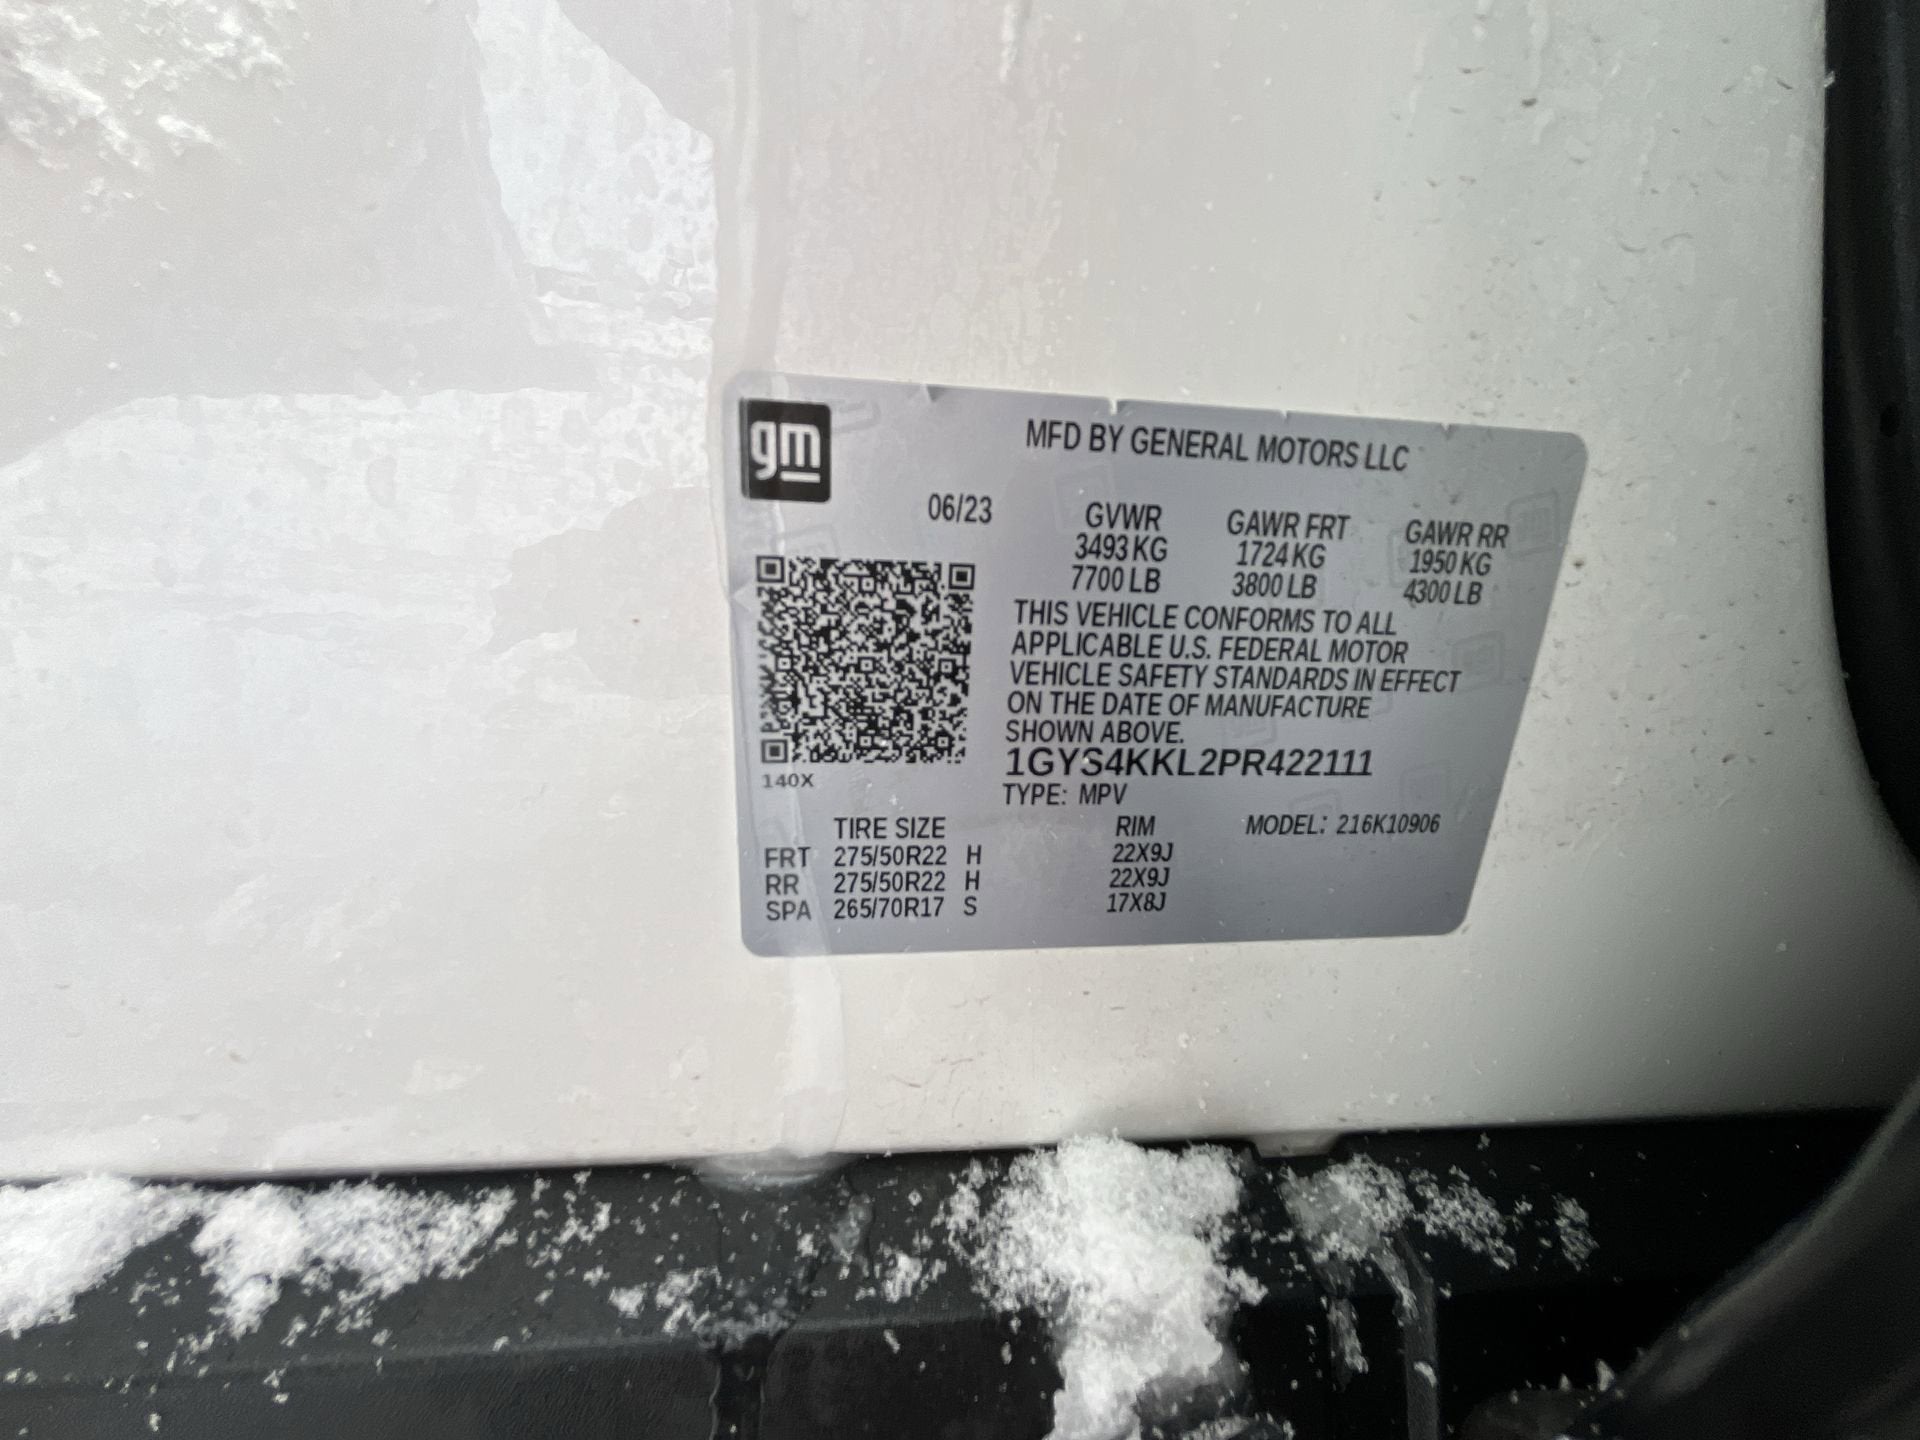 gm
MFD BY GENERAL MOTORS LLC
06/23 GVWR GAWR FRT GAWR RR
3493 KG 1724 KG 1950 KG
7700 LB 3800 LB 4300 LB
THIS VEHICLE CONFORMS TO ALL
APPLICABLE U.S. FEDERAL MOTOR
VEHICLE SAFETY STANDARDS IN EFFECT
ON THE DATE OF MANUFACTURE
SHOWN ABOVE.
1GYS4KKL2PR422111
140X
TYPE: MPV
TIRE SIZE RIM MODEL: 216K10906
FRT 275/50R22 H 22X9J
RR 275/50R22 H 22X9J
SPA 265/70R17 S 17X8J